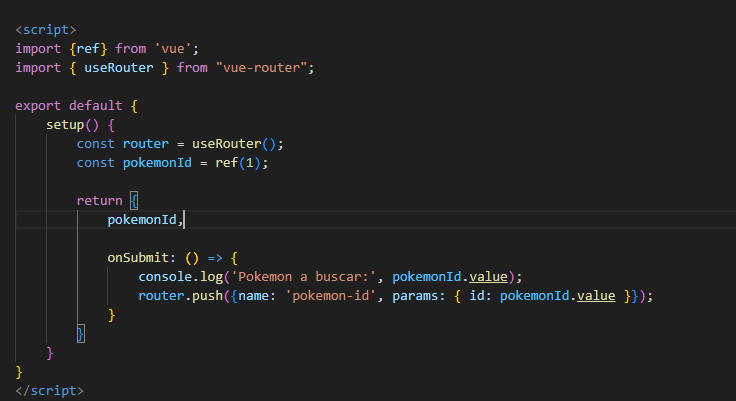 <script>
import {ref} from 'vue';
import { useRouter } from "vue-router";
export default {
setup() {
const router = useRouter();
const pokemonId = ref(1);
return {
pokemonId,
onSubmit: () => {
console.log('Pokemon a buscar:', pokemonId.value);
router.push({name: 'pokemon-id', params: { id: pokemonId.value }});
}
}
}
}
</script>